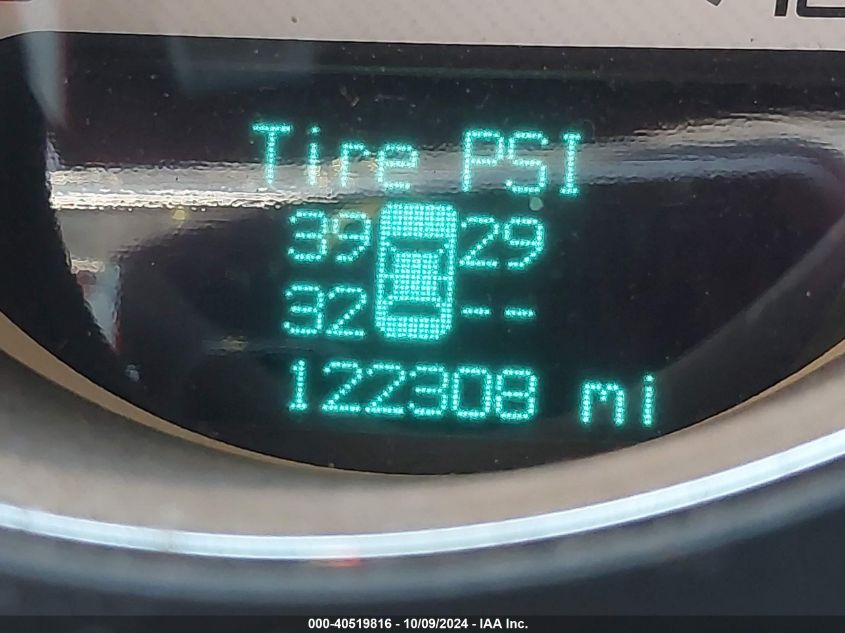 Tire PSI
39 29
32 --
122308 mi
000-40519816 - 10/09/2024 - IAA Inc.